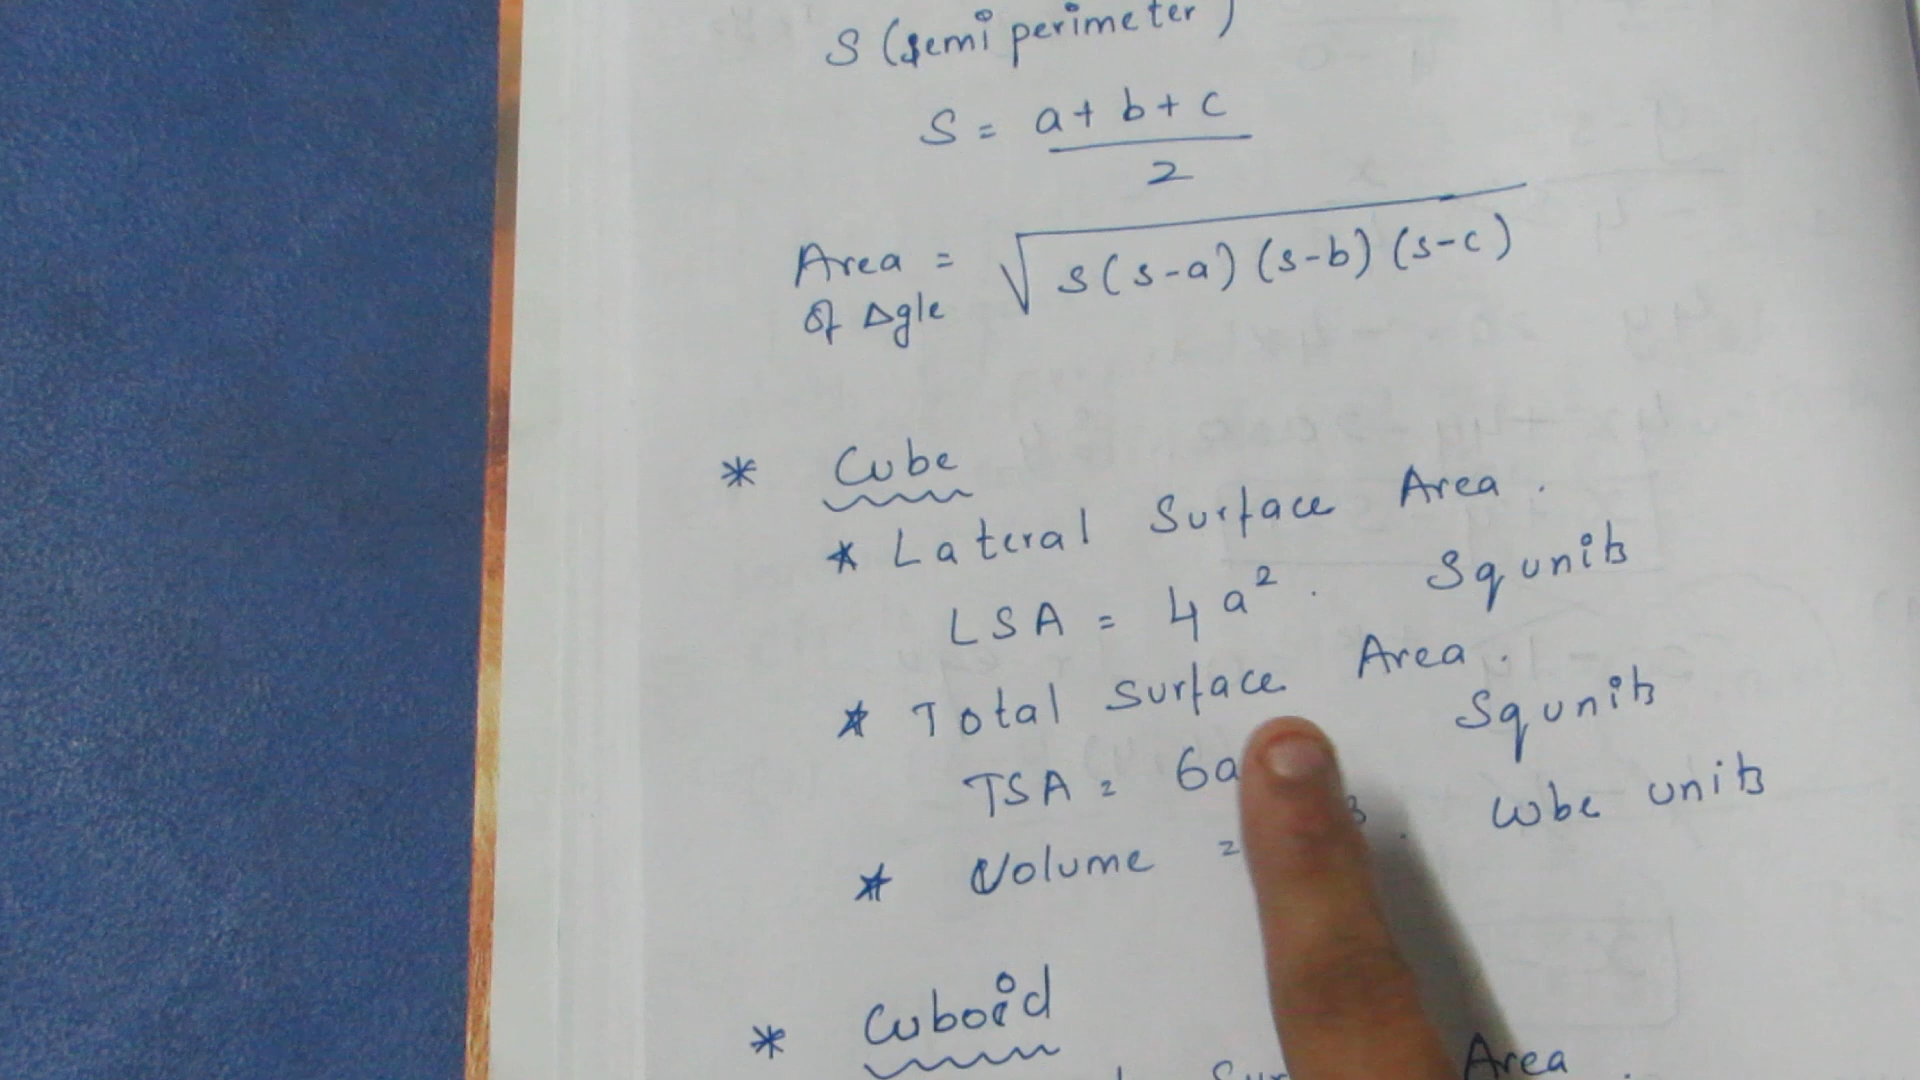 S (semi perimeter)
S = a + b + c
2
Area = √ s(s-a) (s-b) (s-c)
of Δgle
* Cube
* Lateral Surface Area.
LSA = 4a². Sq units
* Total surface Area.
TSA = 6a Sq units
* Volume = 3. cube units
* Cuboid
Area